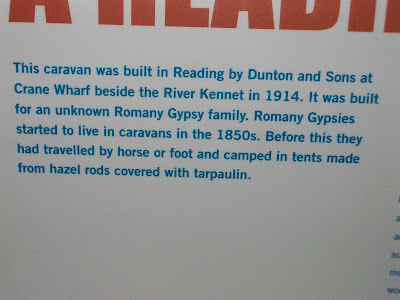 A READI
This caravan was built in Reading by Dunton and Sons at
Crane Wharf beside the River Kennet in 1914. It was built
for an unknown Romany Gypsy family. Romany Gypsies
started to live in caravans in the 1850s. Before this they
had travelled by horse or foot and camped in tents made
from hazel rods covered with tarpaulin.